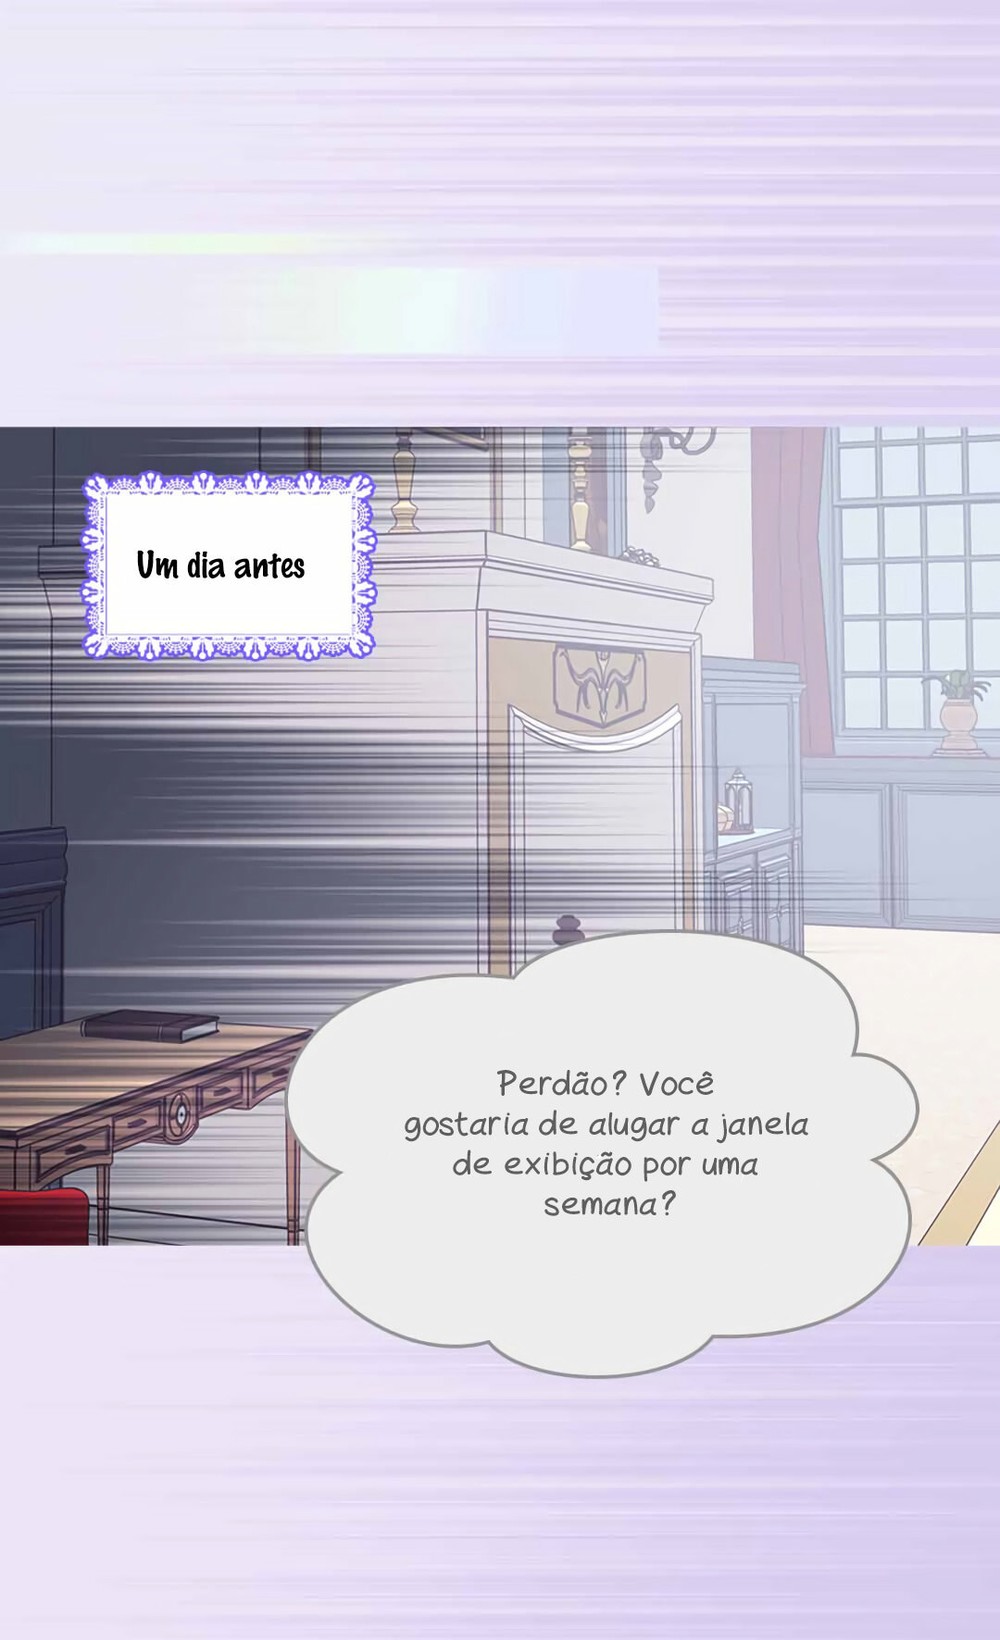 Um dia antes
Perdão? Você
gostaria de alugar a janela
de exibição por uma
semana?